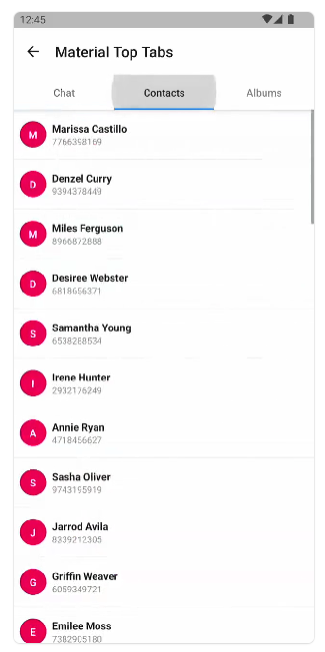 12:45
Material Top Tabs
Chat
Contacts
Albums
M
Marissa Castillo
7766398169
D
Denzel Curry
9394378449
M
Miles Ferguson
8966872888
D
Desiree Webster
6818656371
S
Samantha Young
6538288534
I
Irene Hunter
2932176249
A
Annie Ryan
4718456627
S
Sasha Oliver
9743195919
J
Jarrod Avila
8339212305
G
Griffin Weaver
6059349721
E
Emilee Moss
7382905180